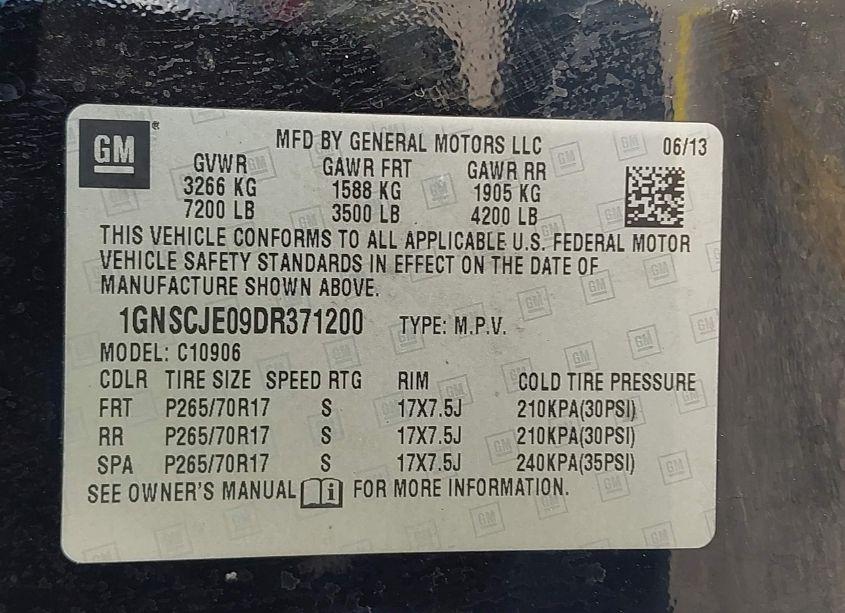 GM®
MFD BY GENERAL MOTORS LLC 06/13
GVWR GAWR FRT GAWR RR
3266 KG 1588 KG 1905 KG
7200 LB 3500 LB 4200 LB
THIS VEHICLE CONFORMS TO ALL APPLICABLE U.S. FEDERAL MOTOR
VEHICLE SAFETY STANDARDS IN EFFECT ON THE DATE OF
MANUFACTURE SHOWN ABOVE.
1GNSCJE09DR371200 TYPE: M.P.V.
MODEL: C10906
CDLR TIRE SIZE SPEED RTG RIM COLD TIRE PRESSURE
FRT P265/70R17 S 17X7.5J 210KPA(30PSI)
RR P265/70R17 S 17X7.5J 210KPA(30PSI)
SPA P265/70R17 S 17X7.5J 240KPA(35PSI)
SEE OWNER'S MANUAL i FOR MORE INFORMATION.